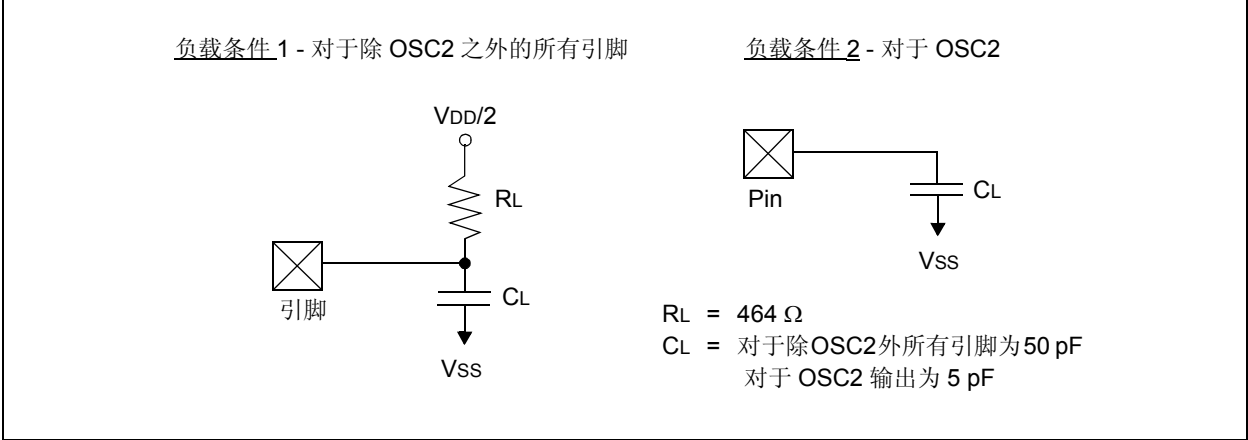 负载条件 1 - 对于除 OSC2 之外的所有引脚
负载条件 2 - 对于 OSC2
VDD/2
RL
引脚
CL
VSS
Pin
CL
VSS
RL = 464 Ω
CL = 对于除OSC2外所有引脚为50 pF
对于 OSC2 输出为 5 pF